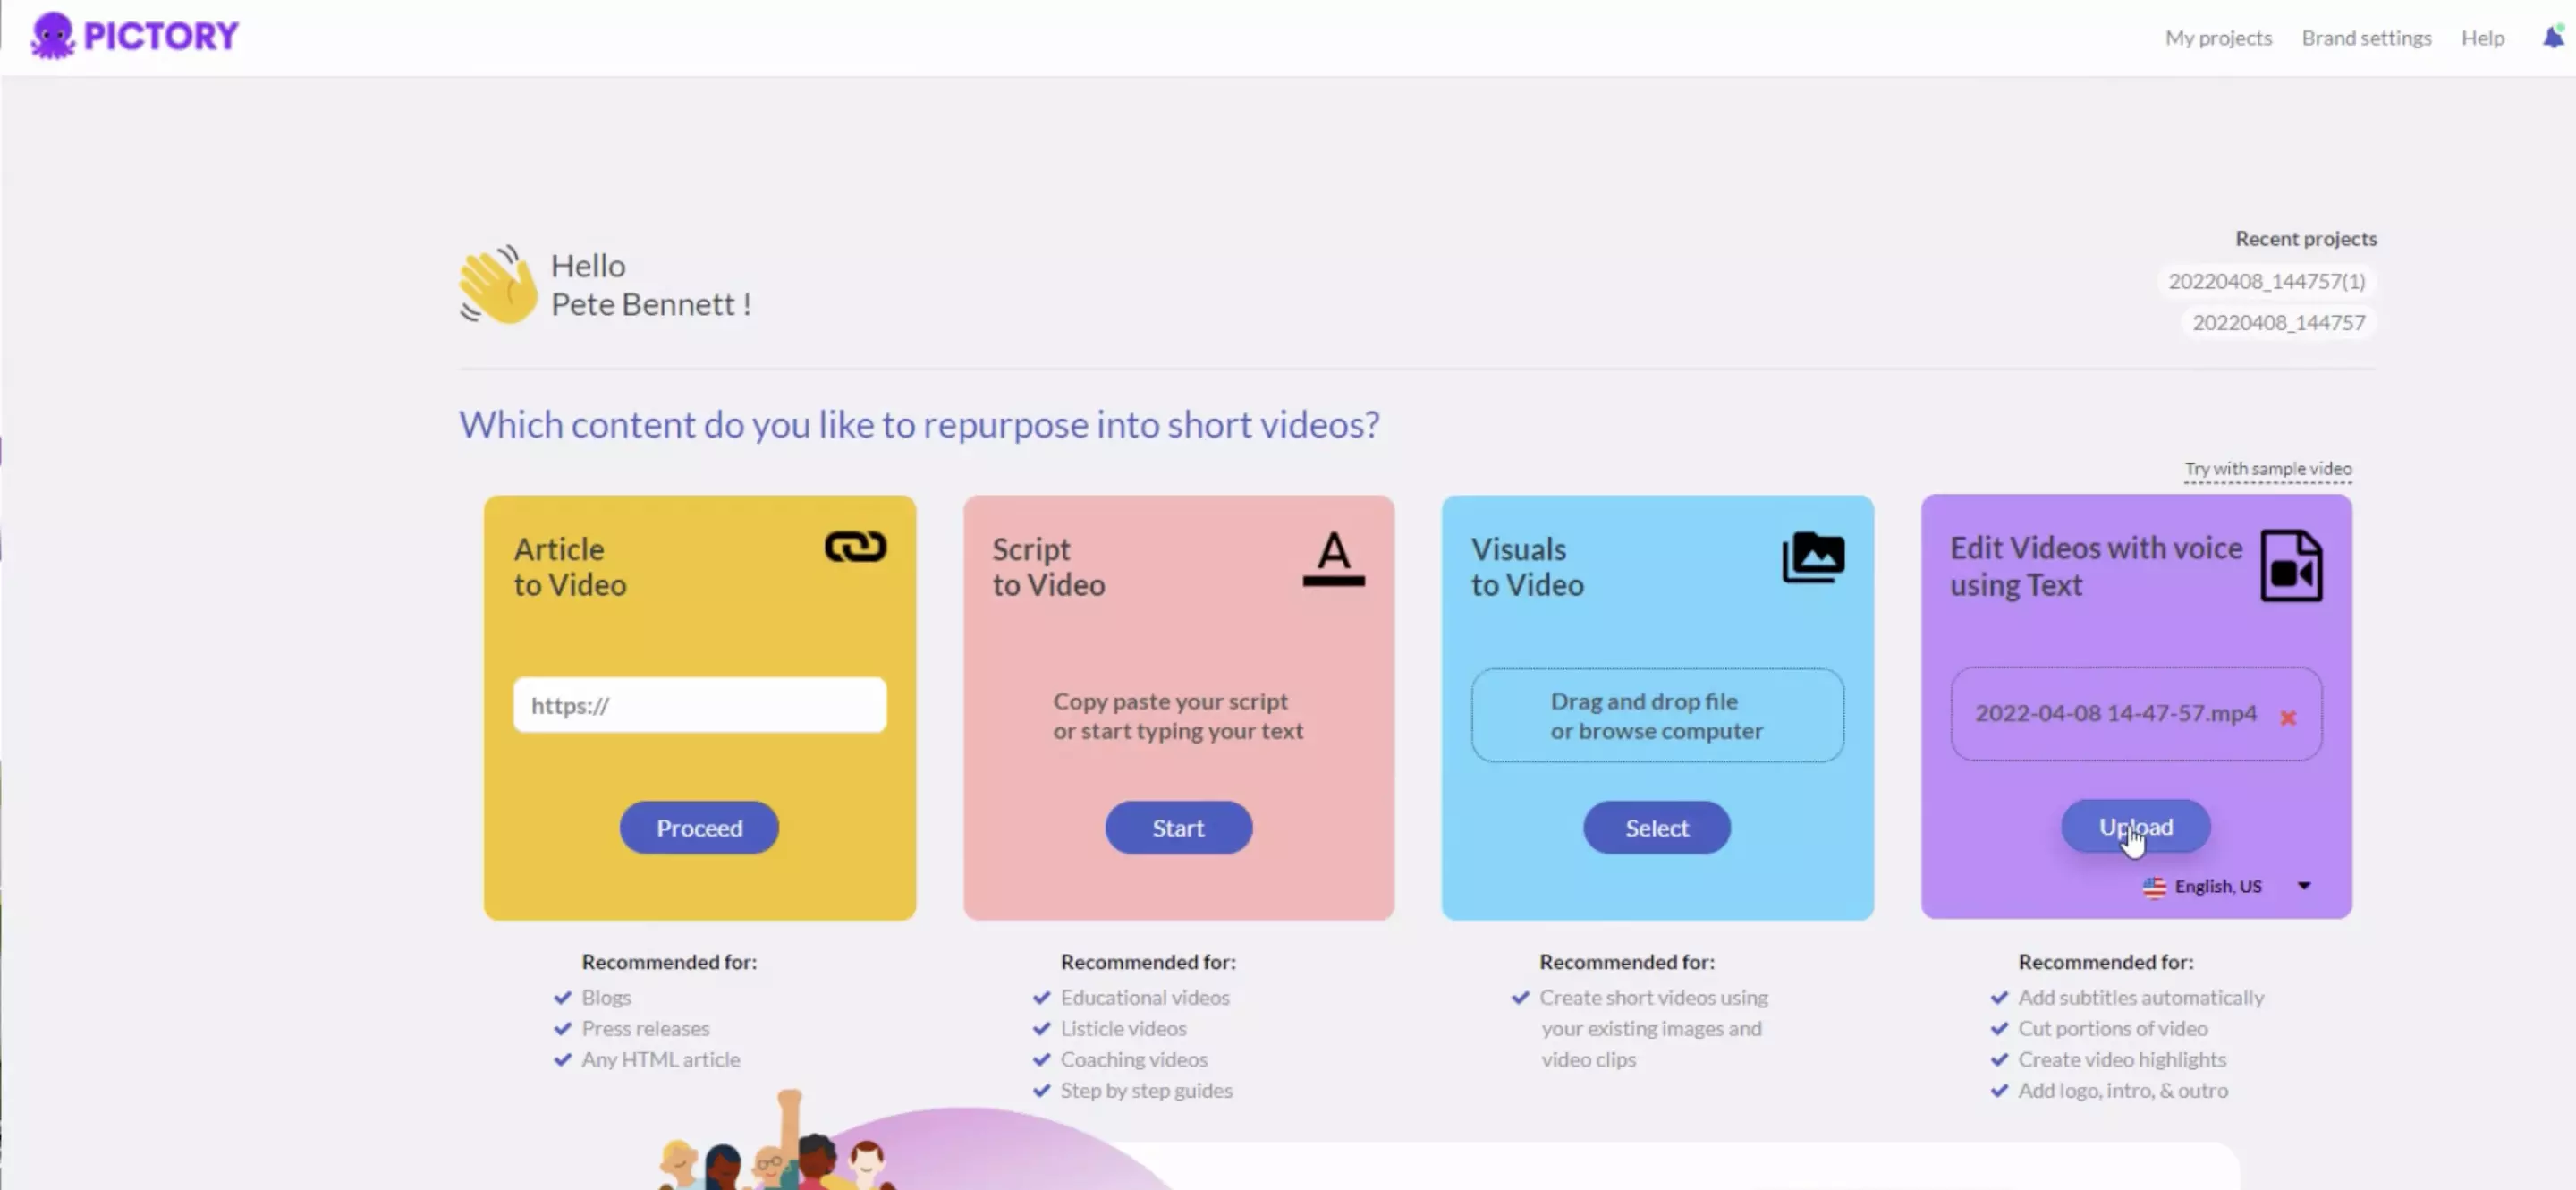 PICTORY
My projects
Brand settings
Help
Hello
Pete Bennett !
Recent projects
20220408_144757(1)
20220408_144757
Which content do you like to repurpose into short videos?
Try with sample video
Article
to Video
https://
Proceed
Recommended for:
Blogs
Press releases
Any HTML article
Script
to Video
A
Copy paste your script
or start typing your text
Start
Recommended for:
Educational videos
Listicle videos
Coaching videos
Step by step guides
Visuals
to Video
Drag and drop file
or browse computer
Select
Recommended for:
Create short videos using
your existing images and
video clips
Edit Videos with voice
using Text
2022-04-08 14-47-57.mp4
Upload
English, US
Recommended for:
Add subtitles automatically
Cut portions of video
Create video highlights
Add logo, intro, & outro